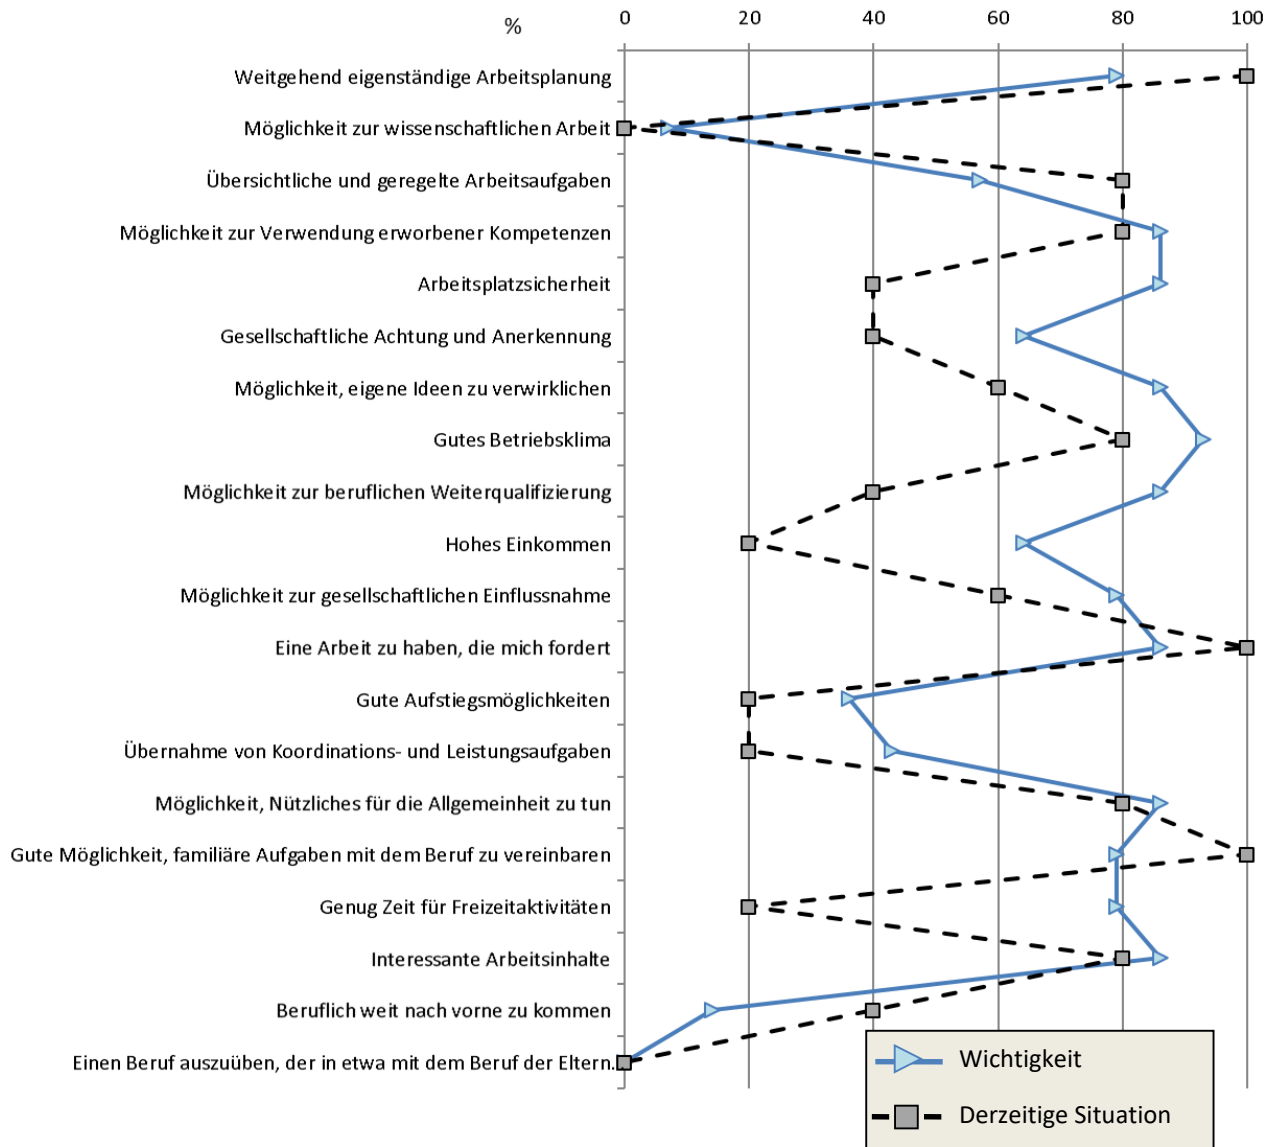 % 0 20 40 60 80 100
Weitgehend eigenständige Arbeitsplanung
Möglichkeit zur wissenschaftlichen Arbeit
Übersichtliche und geregelte Arbeitsaufgaben
Möglichkeit zur Verwendung erworbener Kompetenzen
Arbeitsplatzsicherheit
Gesellschaftliche Achtung und Anerkennung
Möglichkeit, eigene Ideen zu verwirklichen
Gutes Betriebsklima
Möglichkeit zur beruflichen Weiterqualifizierung
Hohes Einkommen
Möglichkeit zur gesellschaftlichen Einflussnahme
Eine Arbeit zu haben, die mich fordert
Gute Aufstiegsmöglichkeiten
Übernahme von Koordinations- und Leistungsaufgaben
Möglichkeit, Nützliches für die Allgemeinheit zu tun
Gute Möglichkeit, familiäre Aufgaben mit dem Beruf zu vereinbaren
Genug Zeit für Freizeitaktivitäten
Interessante Arbeitsinhalte
Beruflich weit nach vorne zu kommen
Einen Beruf auszuüben, der in etwa mit dem Beruf der Eltern.
Wichtigkeit
Derzeitige Situation